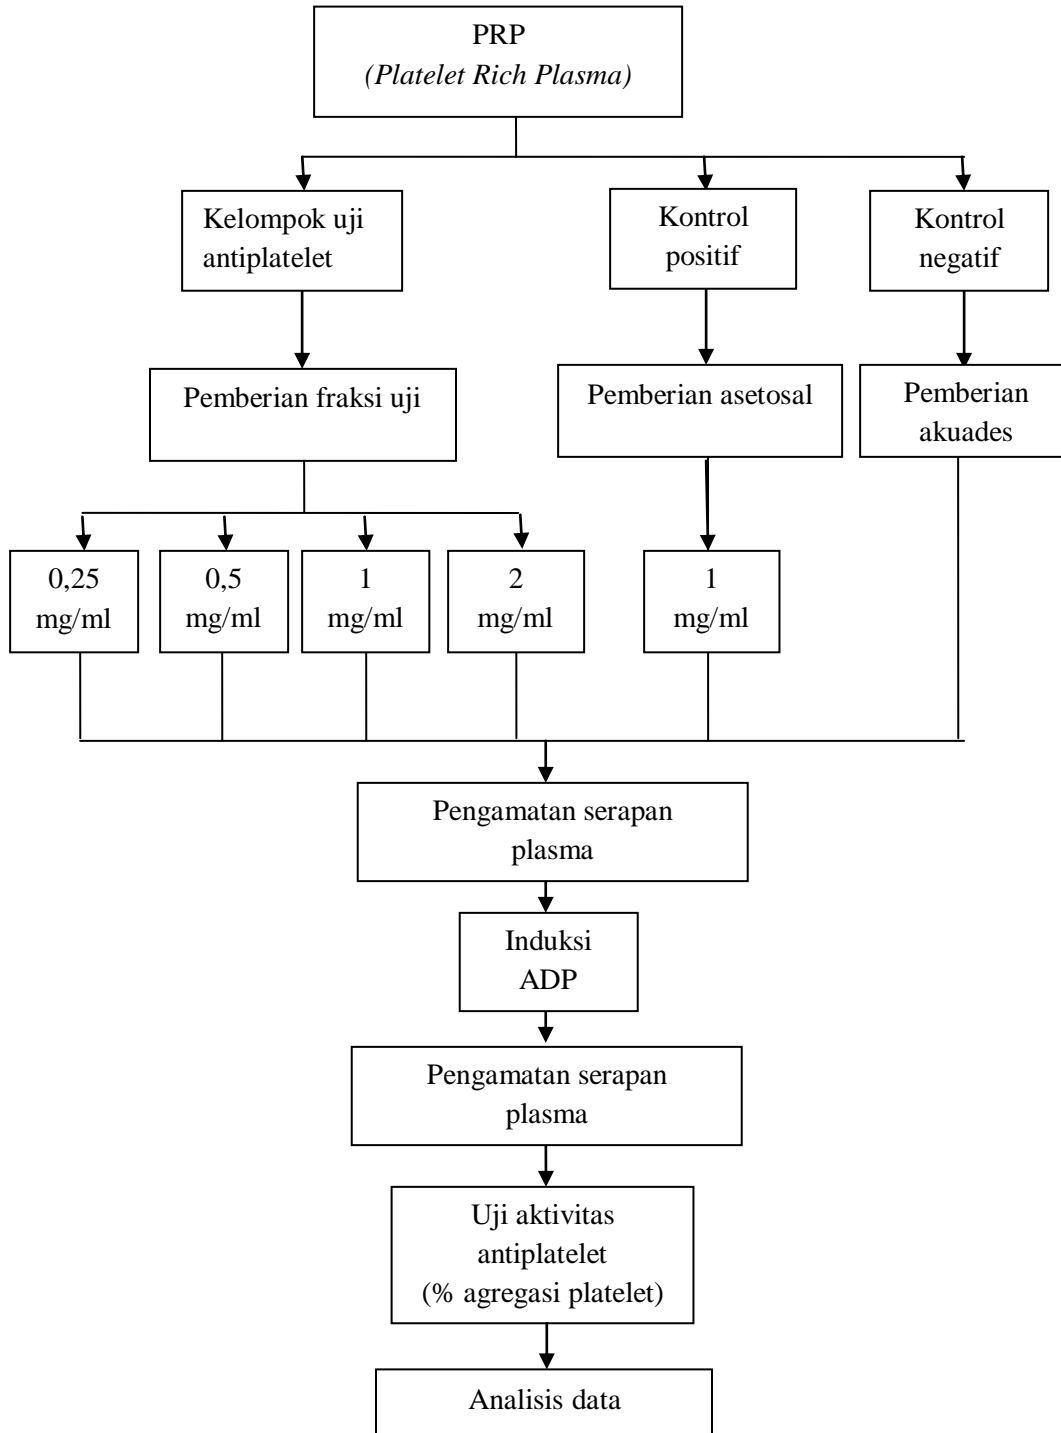 PRP
(Platelet Rich Plasma)
Kelompok uji
antiplatelet
Kontrol
positif
Kontrol
negatif
Pemberian fraksi uji
Pemberian asetosal
Pemberian
akuades
0,25
mg/ml
0,5
mg/ml
1
mg/ml
2
mg/ml
1
mg/ml
Pengamatan serapan
plasma
Induksi
ADP
Pengamatan serapan
plasma
Uji aktivitas
antiplatelet
(% agregasi platelet)
Analisis data